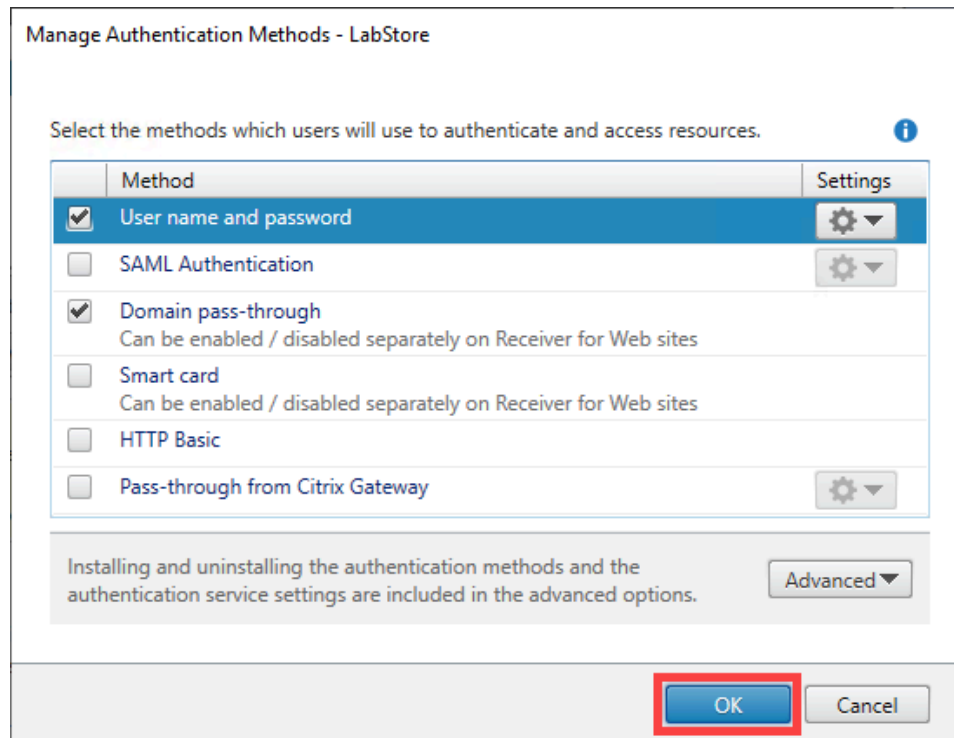 Manage Authentication Methods - LabStore
Select the methods which users will use to authenticate and access resources.
Method Settings
User name and password
SAML Authentication
Domain pass-through
Can be enabled / disabled separately on Receiver for Web sites
Smart card
Can be enabled / disabled separately on Receiver for Web sites
HTTP Basic
Pass-through from Citrix Gateway
Installing and uninstalling the authentication methods and the
authentication service settings are included in the advanced options.
Advanced
OK Cancel